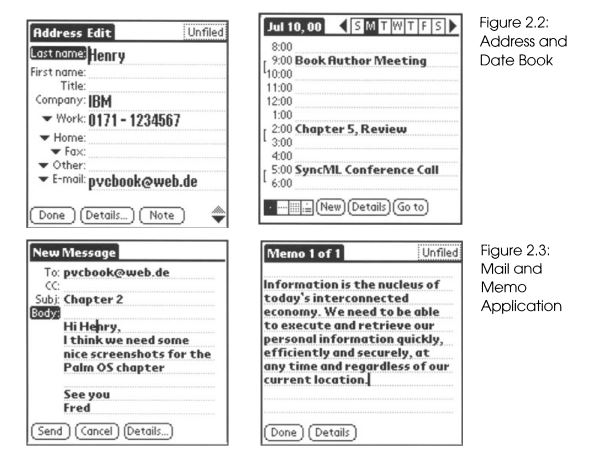 Address Edit Unfiled
Last name: Henry
First name:
Title:
Company: IBM
Work: 0171 - 1234567
Home:
Fax:
Other:
E-mail: pvcbook@web.de
Done Details... Note
Jul 10, 00 S M T W T F S
8:00
9:00 Book Author Meeting
10:00
11:00
12:00
1:00
2:00 Chapter 5, Review
3:00
4:00
5:00 SyncML Conference Call
6:00
New Details Go to
Figure 2.2:
Address and
Date Book
New Message
To: pvcbook@web.de
CC:
Subj: Chapter 2
Body:
Hi Henry,
I think we need some
nice screenshots for the
Palm OS chapter
See you
Fred
Send Cancel Details...
Memo 1 of 1 Unfiled
Information is the nucleus of
today's interconnected
economy. We need to be able
to execute and retrieve our
personal information quickly,
efficiently and securely, at
any time and regardless of our
current location.
Done Details
Figure 2.3:
Mail and
Memo
Application